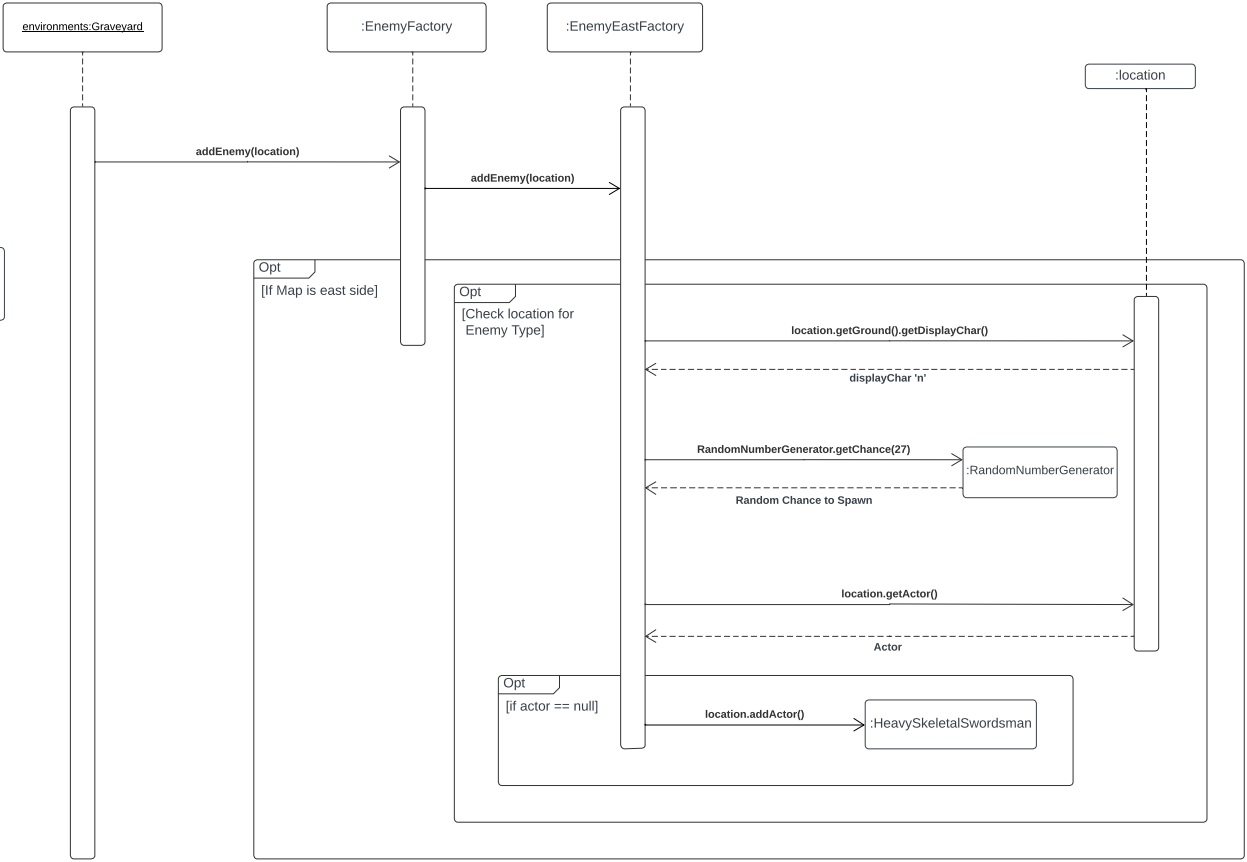 environments:Graveyard
:EnemyFactory
:EnemyEastFactory
:location
addEnemy(location)
addEnemy(location)
Opt
[If Map is east side]
Opt
[Check location for
Enemy Type]
location.getGround().getDisplayChar()
displayChar 'n'
RandomNumberGenerator.getChance(27)
:RandomNumberGenerator
Random Chance to Spawn
location.getActor()
Actor
Opt
[if actor == null]
location.addActor()
:HeavySkeletalSwordsman